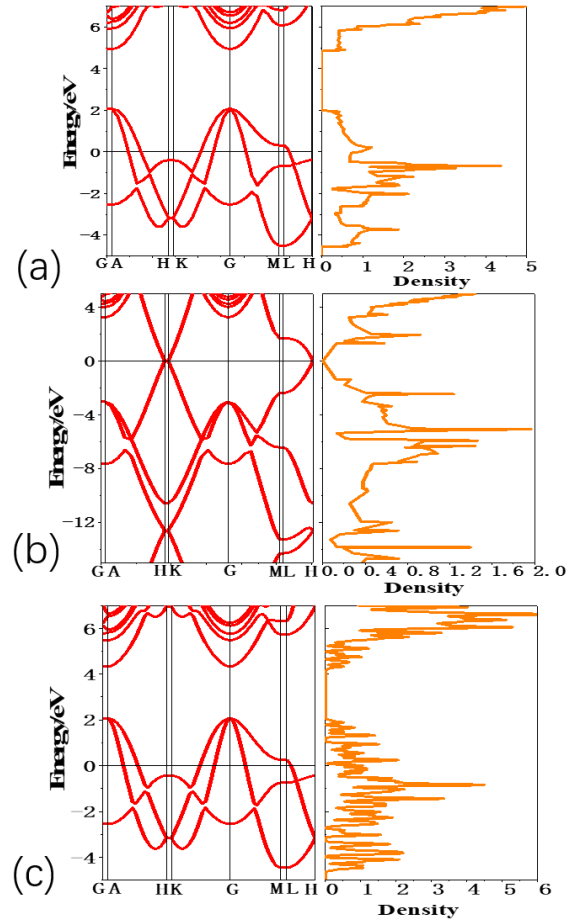 6
4
2
0
−2
−4
Energy/eV
G A H K G M L H
0 1 2 3 4 5
Density
(a)
4
0
−4
−8
−12
Energy/eV
G A H K G M L H
0.0 0.4 0.8 1.2 1.6 2.0
Density
(b)
6
4
2
0
−2
−4
Energy/eV
G A H K G M L H
0 1 2 3 4 5 6
Density
(c)